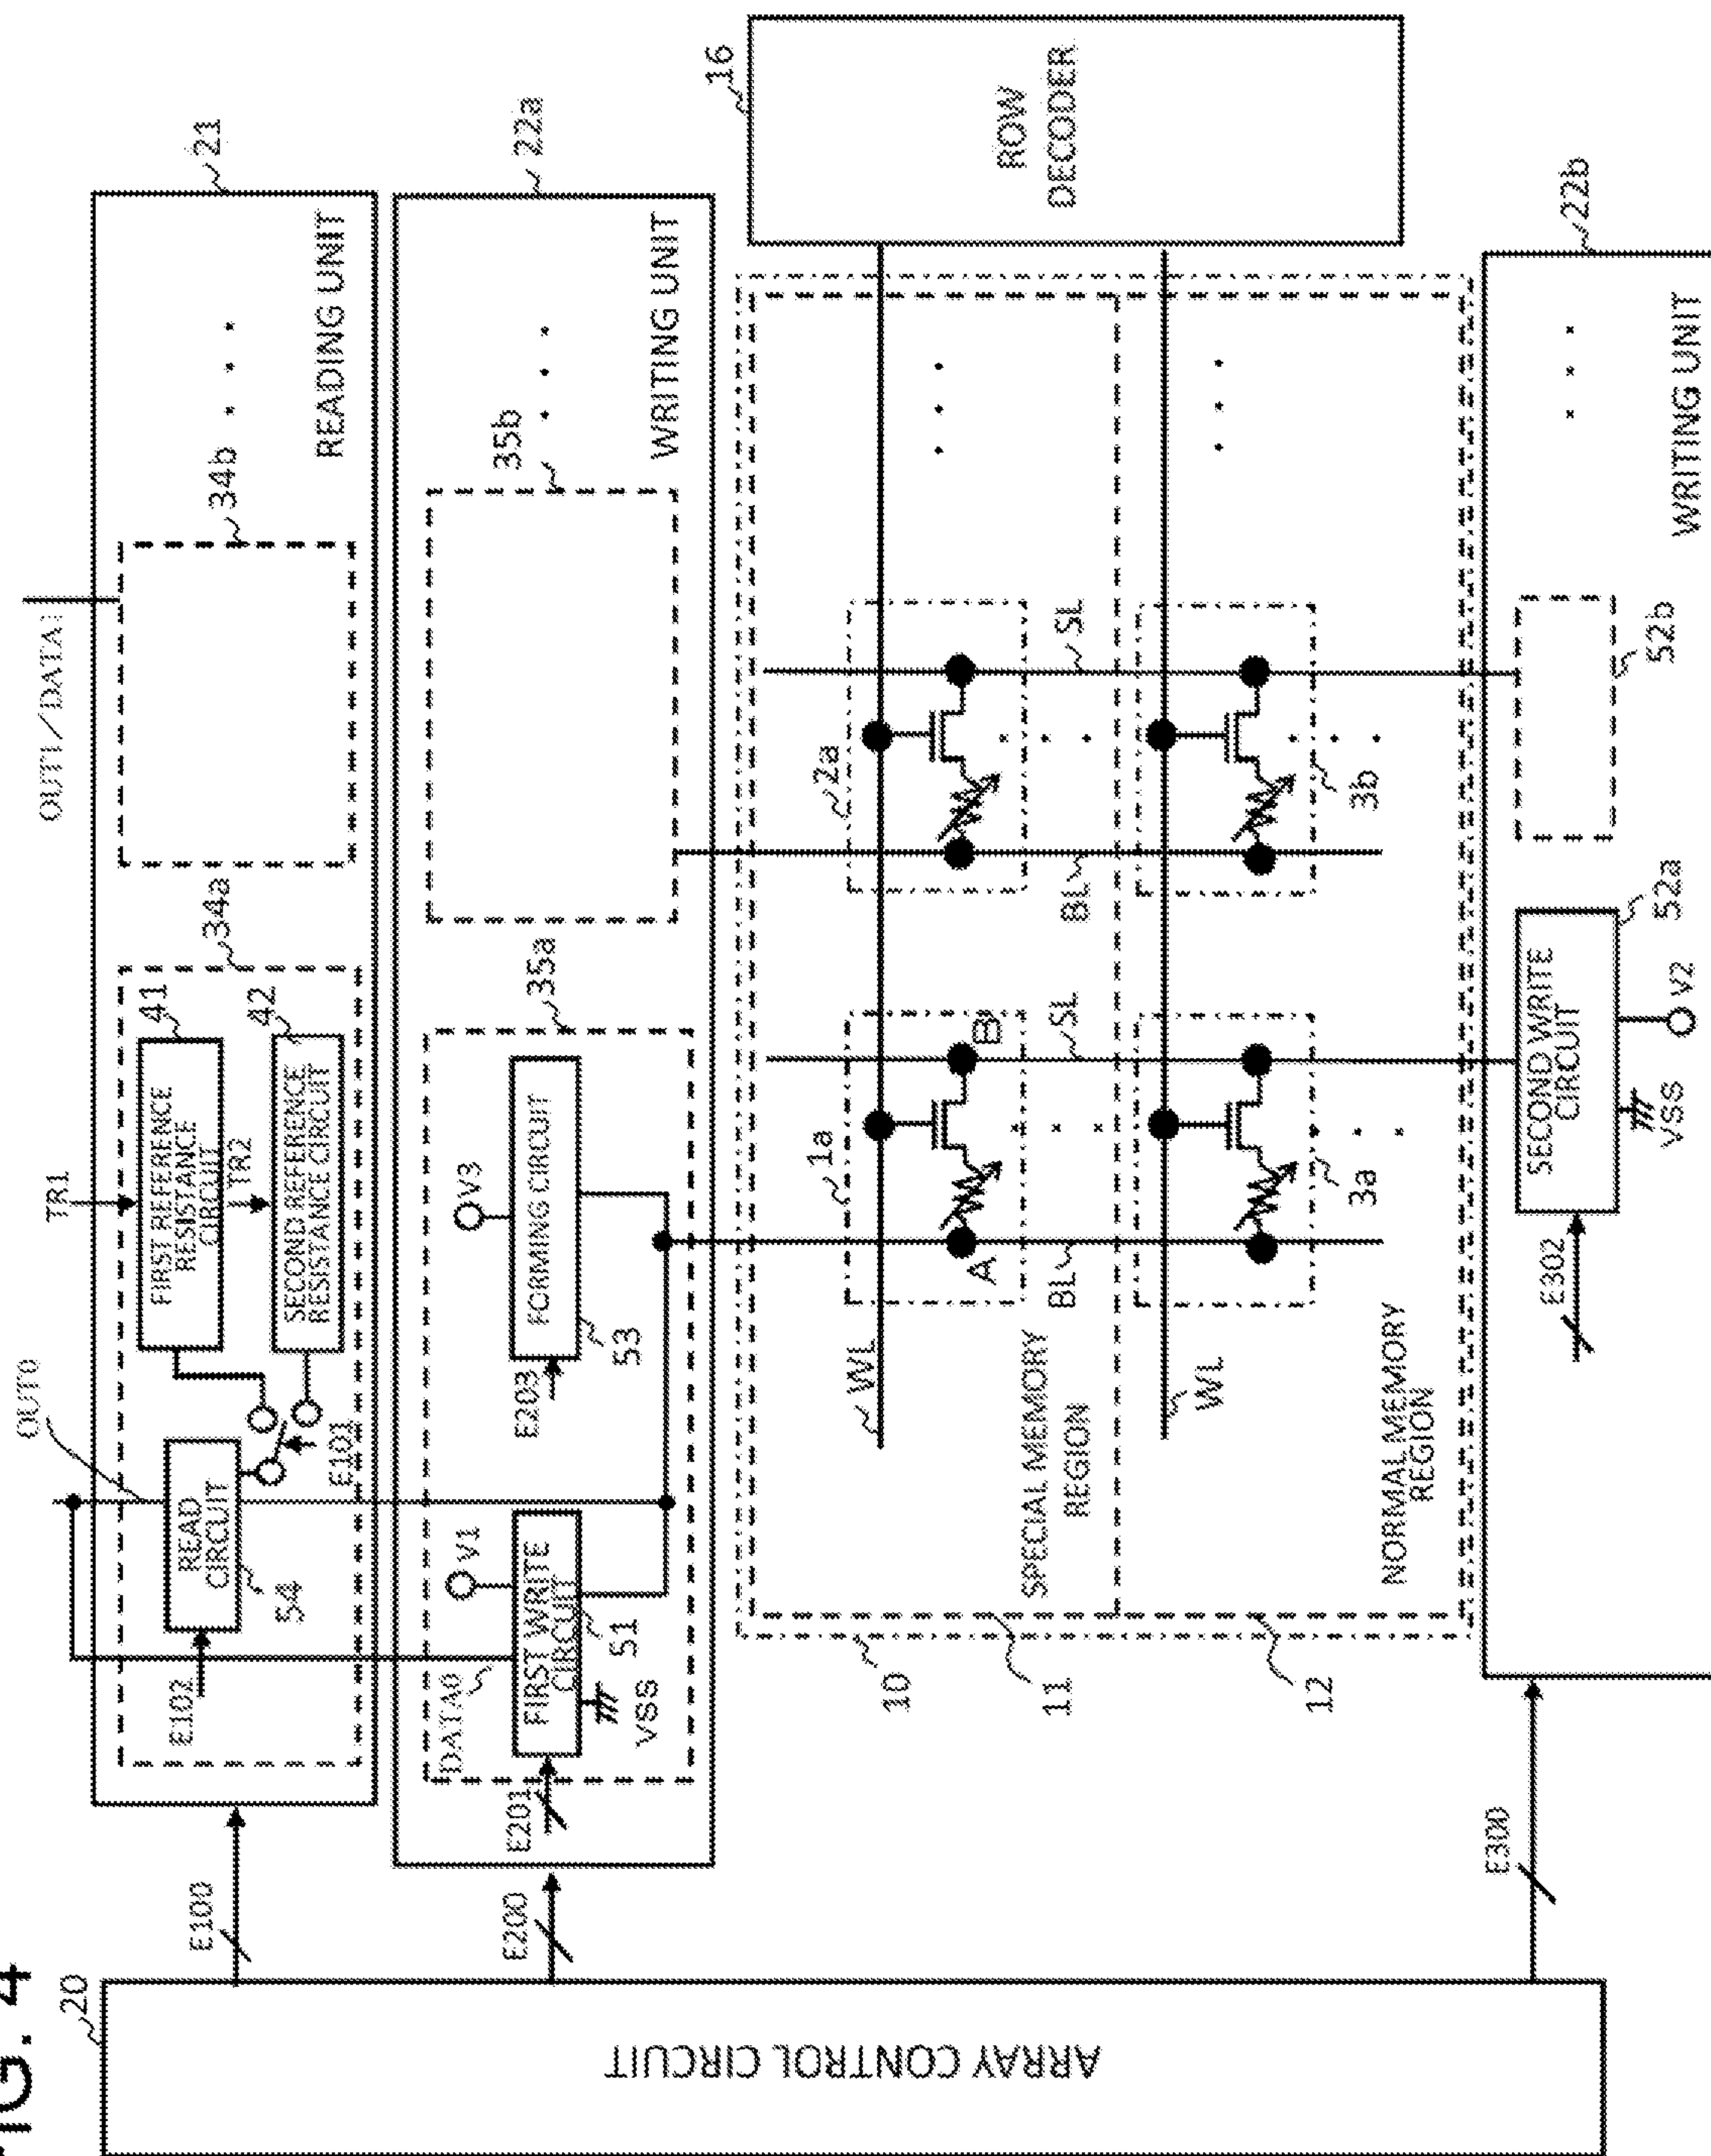 FIG. 4
20
ARRAY CONTROL CIRCUIT
E100
E200
E300
OUT0
TR1
OUT1/DATA1
21
34a
34b
41
FIRST REFERENCE
RESISTANCE
CIRCUIT
TR2
42
SECOND REFERENCE
RESISTANCE CIRCUIT
READ
CIRCUIT
54
E101
E102
READING UNIT
22a
35a
35b
DATA0
V1
FIRST WRITE
CIRCUIT
51
VSS
E201
V3
FORMING CIRCUIT
53
E203
WRITING UNIT
16
ROW
DECODER
10
11
12
WL
1a
2a
A
B
BL
SL
BL
SL
SPECIAL MEMORY
REGION
WL
3a
3b
NORMAL MEMORY
REGION
22b
E302
SECOND WRITE
CIRCUIT
52a
52b
VSS
V2
WRITING UNIT